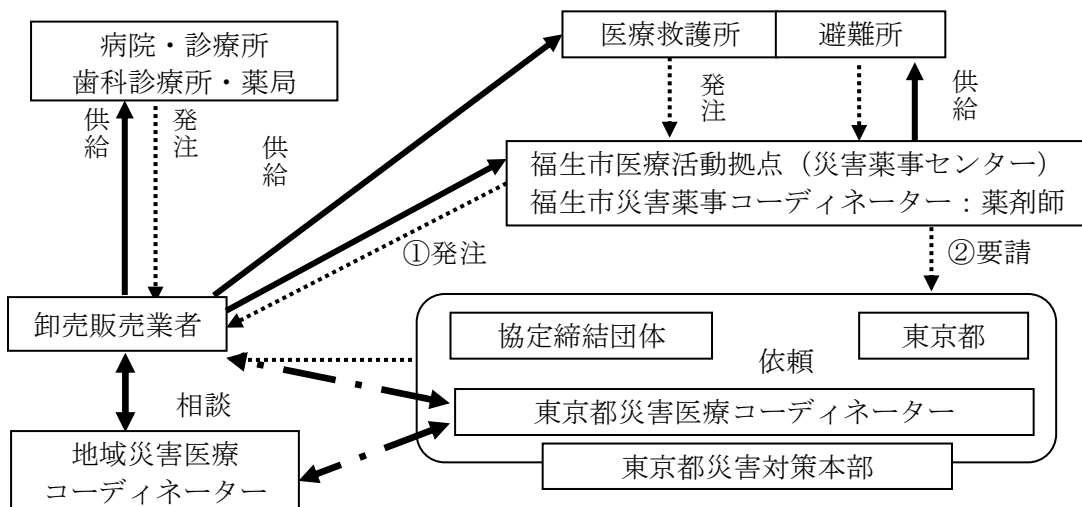 病院・診療所
歯科診療所・薬局
医療救護所
避難所
供給
発注
供給
発注
供給
福生市医療活動拠点（災害薬事センター）
福生市災害薬事コーディネーター：薬剤師
①発注
②要請
卸売販売業者
協定締結団体
東京都
依頼
相談
東京都災害医療コーディネーター
地域災害医療
コーディネーター
東京都災害対策本部